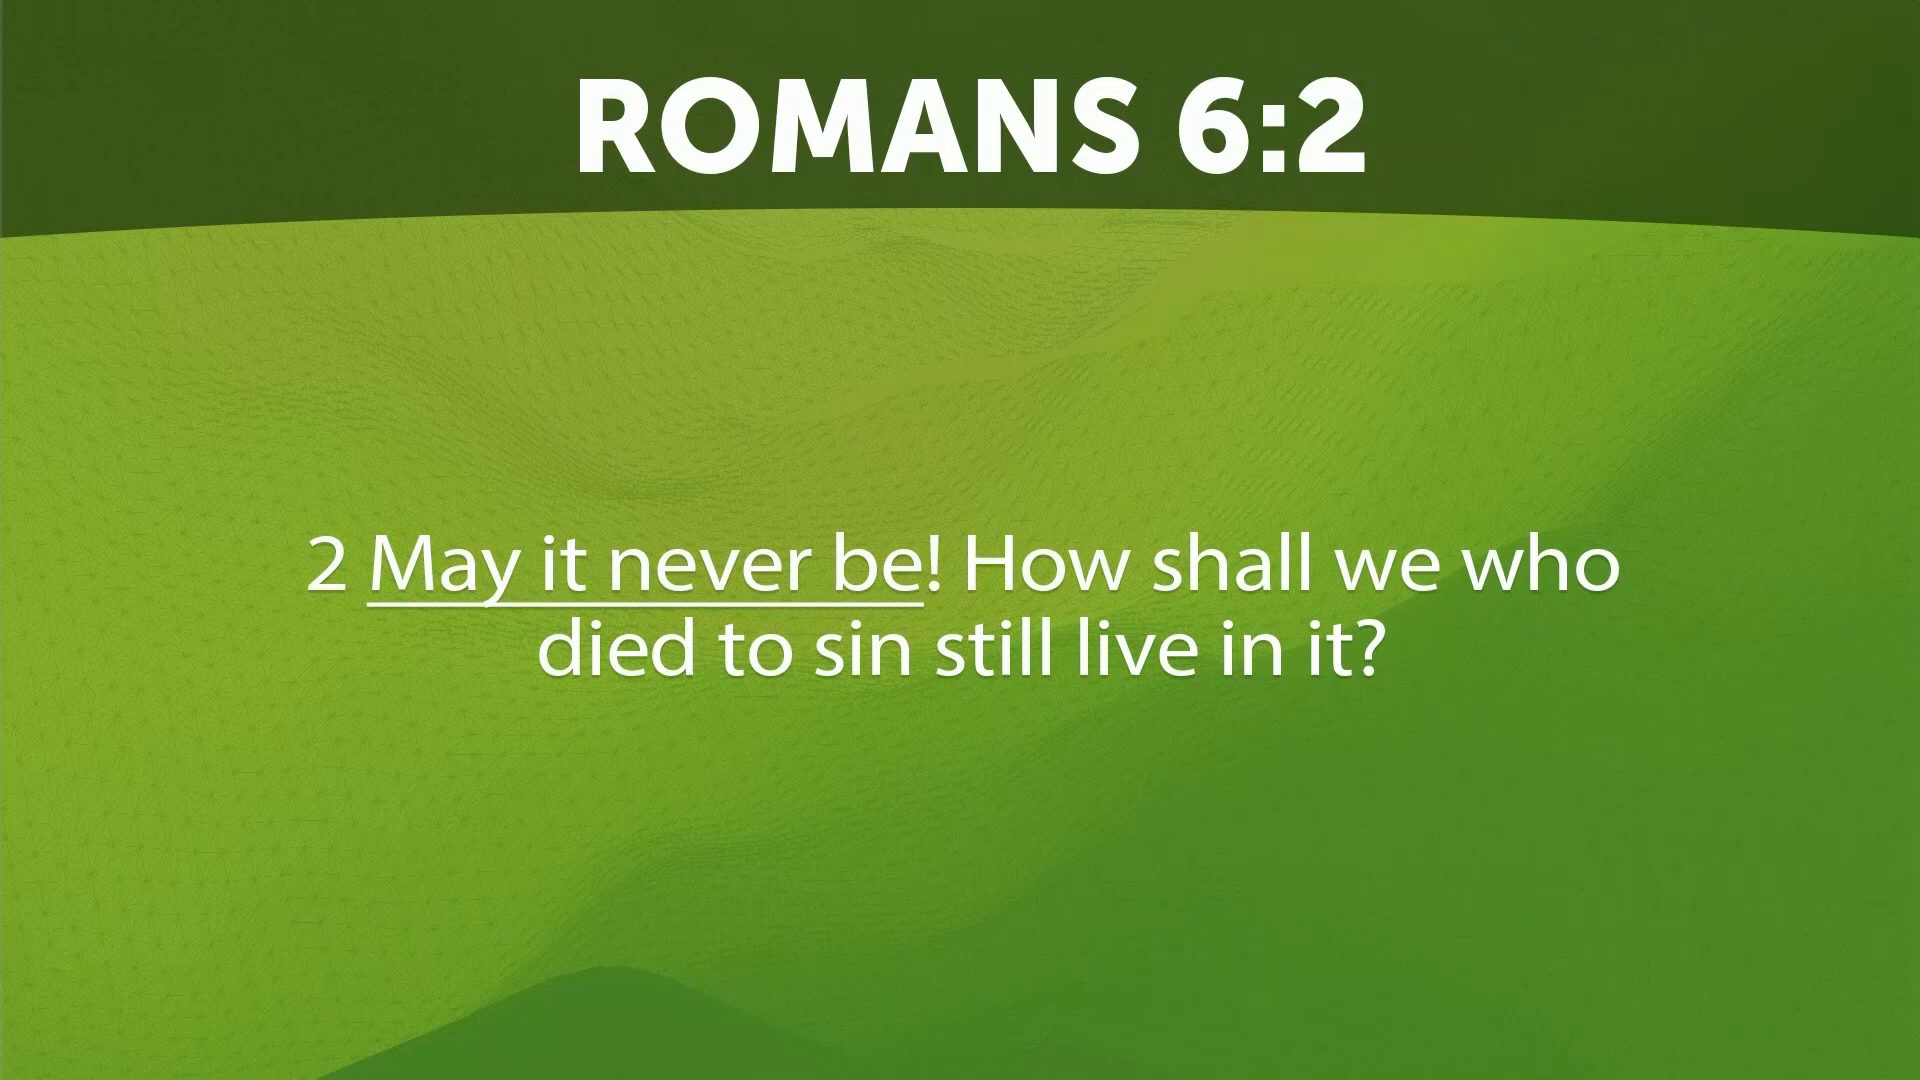 ROMANS 6:2
2 May it never be! How shall we who
died to sin still live in it?